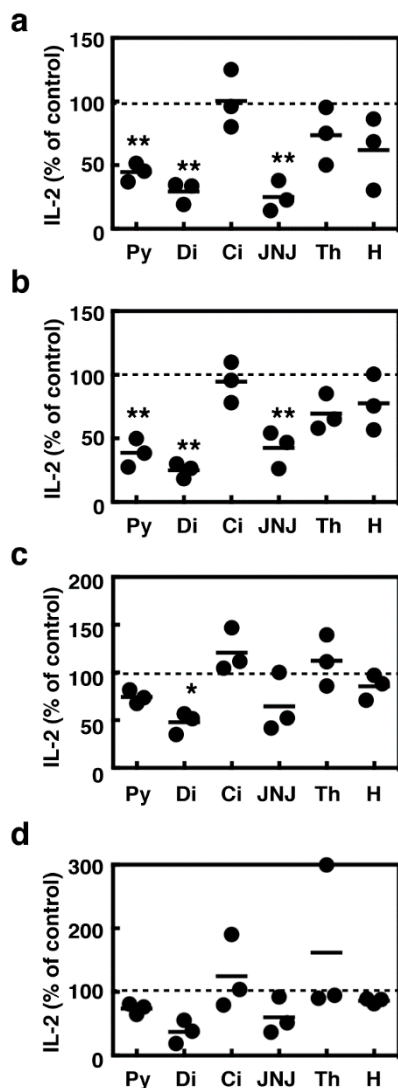 a
IL-2 (% of control)
150
100
50
0
**
**
**
Py Di Ci JNJ Th H
b
IL-2 (% of control)
150
100
50
0
**
**
**
Py Di Ci JNJ Th H
c
IL-2 (% of control)
200
150
100
50
0
*
Py Di Ci JNJ Th H
d
IL-2 (% of control)
300
200
100
0
Py Di Ci JNJ Th H